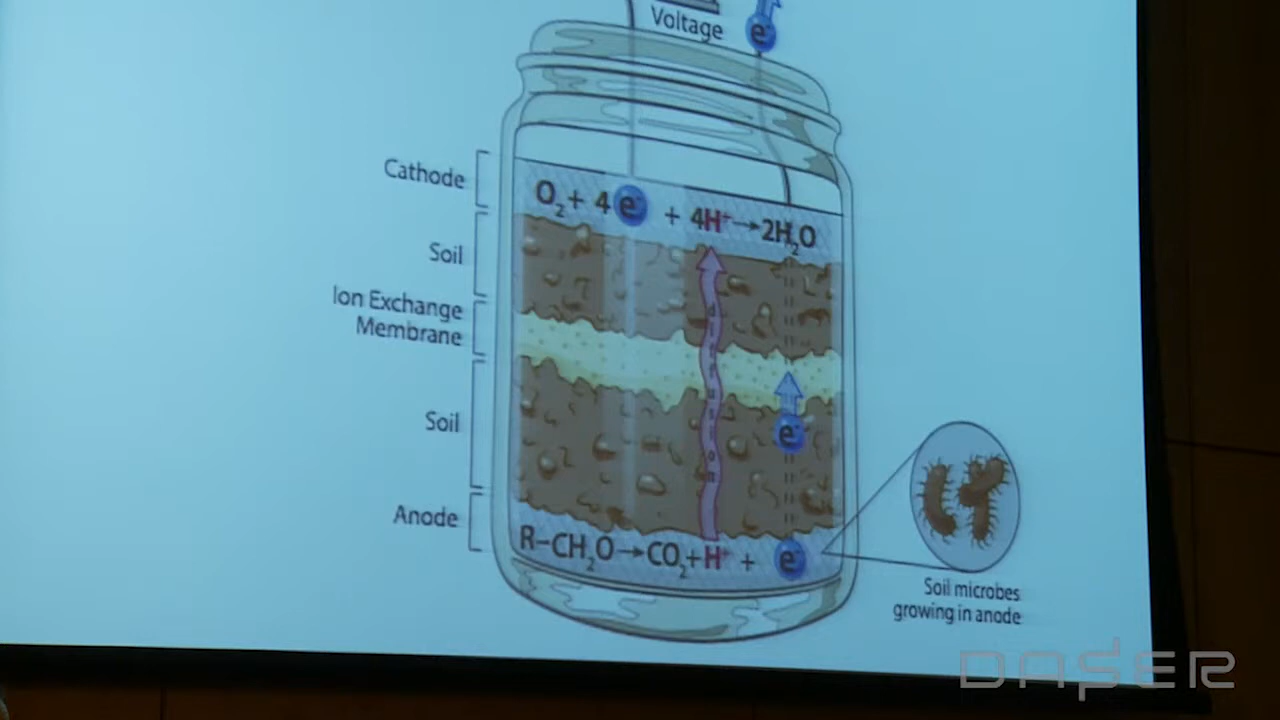 Voltage
e⁻
Cathode
O₂ + 4 e⁻ + 4H⁺→2H₂O
Soil
Ion Exchange
Membrane
diffusion
Soil
e⁻
Anode
R–CH₂O→CO₂+H⁺ + e⁻
Soil microbes
growing in anode
DASER